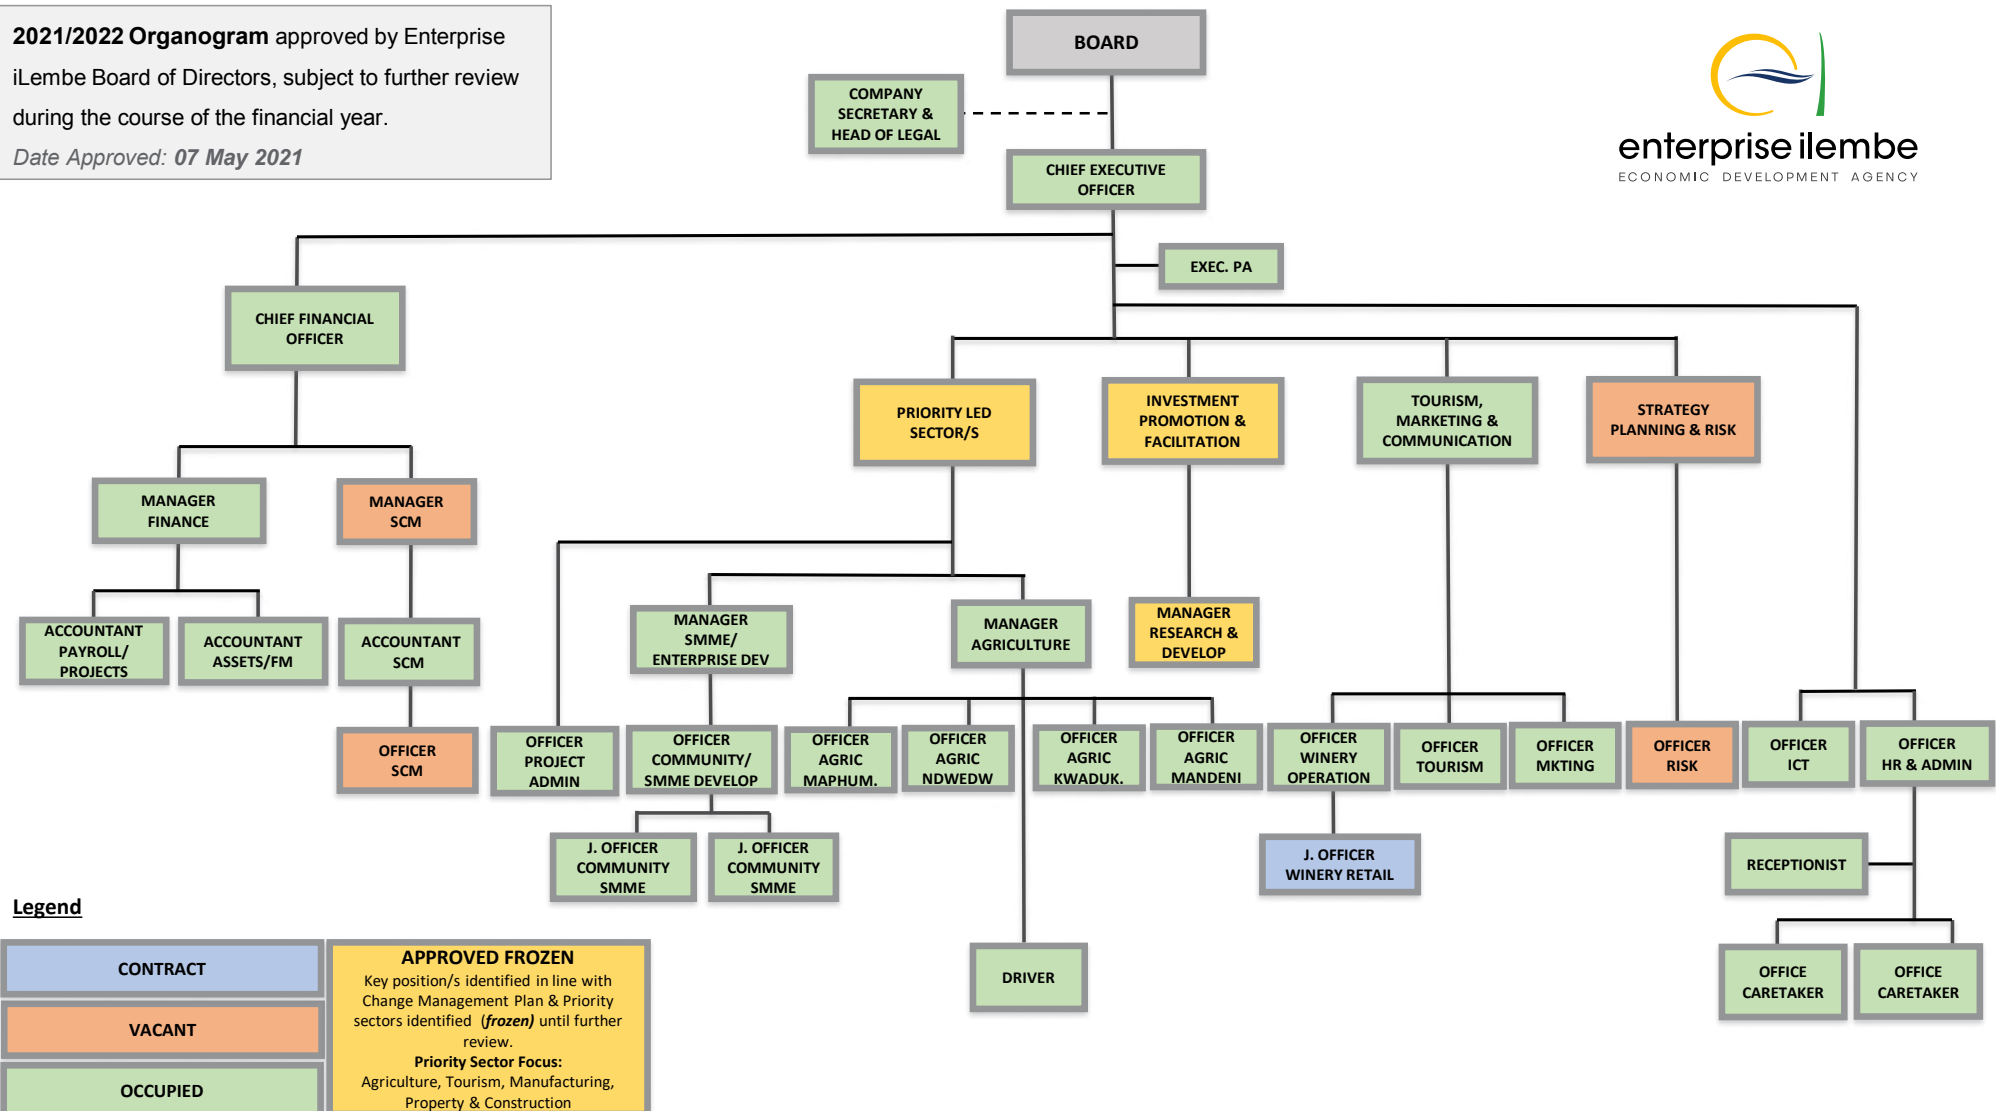 2021/2022 Organogram approved by Enterprise
iLembe Board of Directors, subject to further review
during the course of the financial year.
Date Approved: 07 May 2021
BOARD
COMPANY
SECRETARY &
HEAD OF LEGAL
CHIEF EXECUTIVE
OFFICER
enterprise ilembe
ECONOMIC DEVELOPMENT AGENCY
EXEC. PA
CHIEF FINANCIAL
OFFICER
PRIORITY LED
SECTOR/S
INVESTMENT
PROMOTION &
FACILITATION
TOURISM,
MARKETING &
COMMUNICATION
STRATEGY
PLANNING & RISK
MANAGER
FINANCE
MANAGER
SCM
ACCOUNTANT
PAYROLL/
PROJECTS
ACCOUNTANT
ASSETS/FM
ACCOUNTANT
SCM
MANAGER
SMME/
ENTERPRISE DEV
MANAGER
AGRICULTURE
MANAGER
RESEARCH &
DEVELOP
OFFICER
SCM
OFFICER
PROJECT
ADMIN
OFFICER
COMMUNITY/
SMME DEVELOP
OFFICER
AGRIC
MAPHUM.
OFFICER
AGRIC
NDWEDW
OFFICER
AGRIC
KWADUK.
OFFICER
AGRIC
MANDENI
OFFICER
WINERY
OPERATION
OFFICER
TOURISM
OFFICER
MKTING
OFFICER
RISK
OFFICER
ICT
OFFICER
HR & ADMIN
J. OFFICER
COMMUNITY
SMME
J. OFFICER
COMMUNITY
SMME
J. OFFICER
WINERY RETAIL
RECEPTIONIST
DRIVER
OFFICE
CARETAKER
OFFICE
CARETAKER
Legend
CONTRACT
VACANT
OCCUPIED
APPROVED FROZEN
Key position/s identified in line with
Change Management Plan & Priority
sectors identified (frozen) until further
review.
Priority Sector Focus:
Agriculture, Tourism, Manufacturing,
Property & Construction